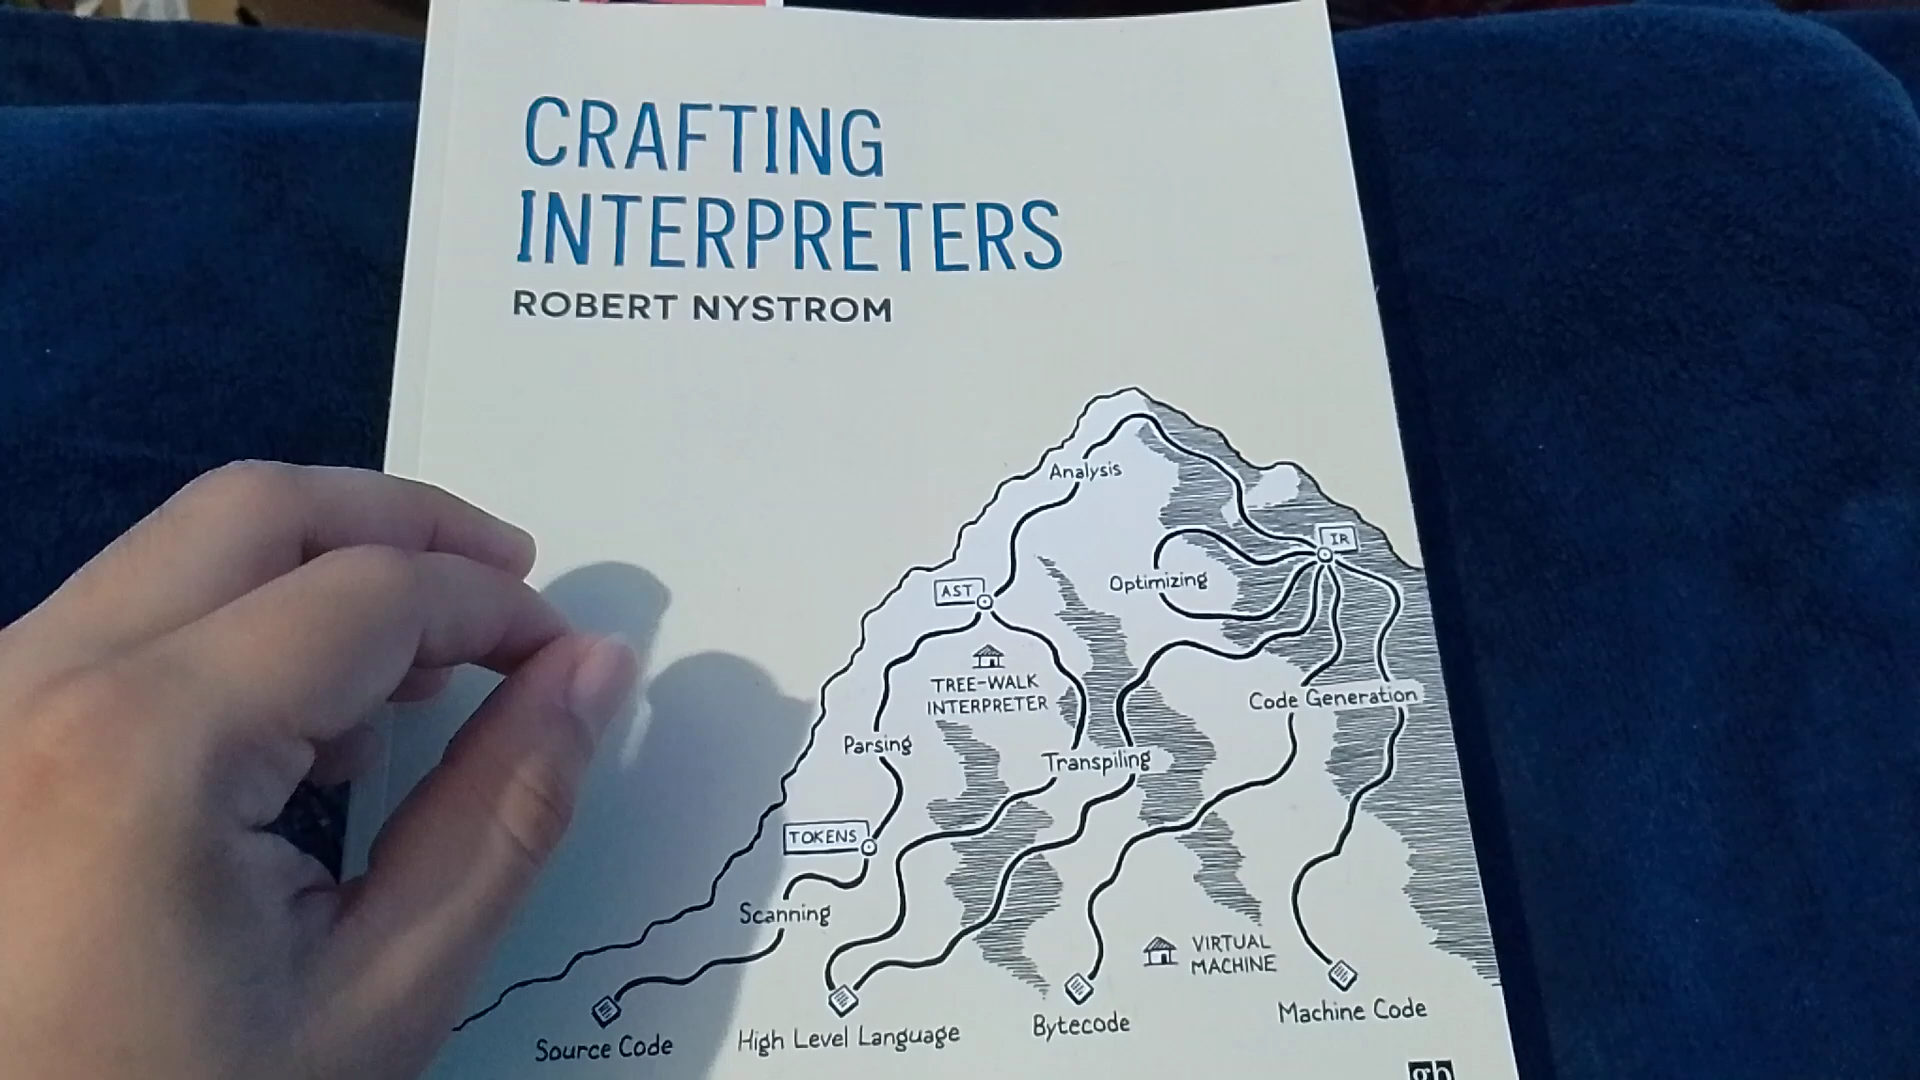 CRAFTING
INTERPRETERS
ROBERT NYSTROM
Analysis
IR
AST
Optimizing
TREE-WALK
INTERPRETER
Code Generation
Parsing
Transpiling
TOKENS
Scanning
VIRTUAL
MACHINE
Source Code
High Level Language
Bytecode
Machine Code
gb